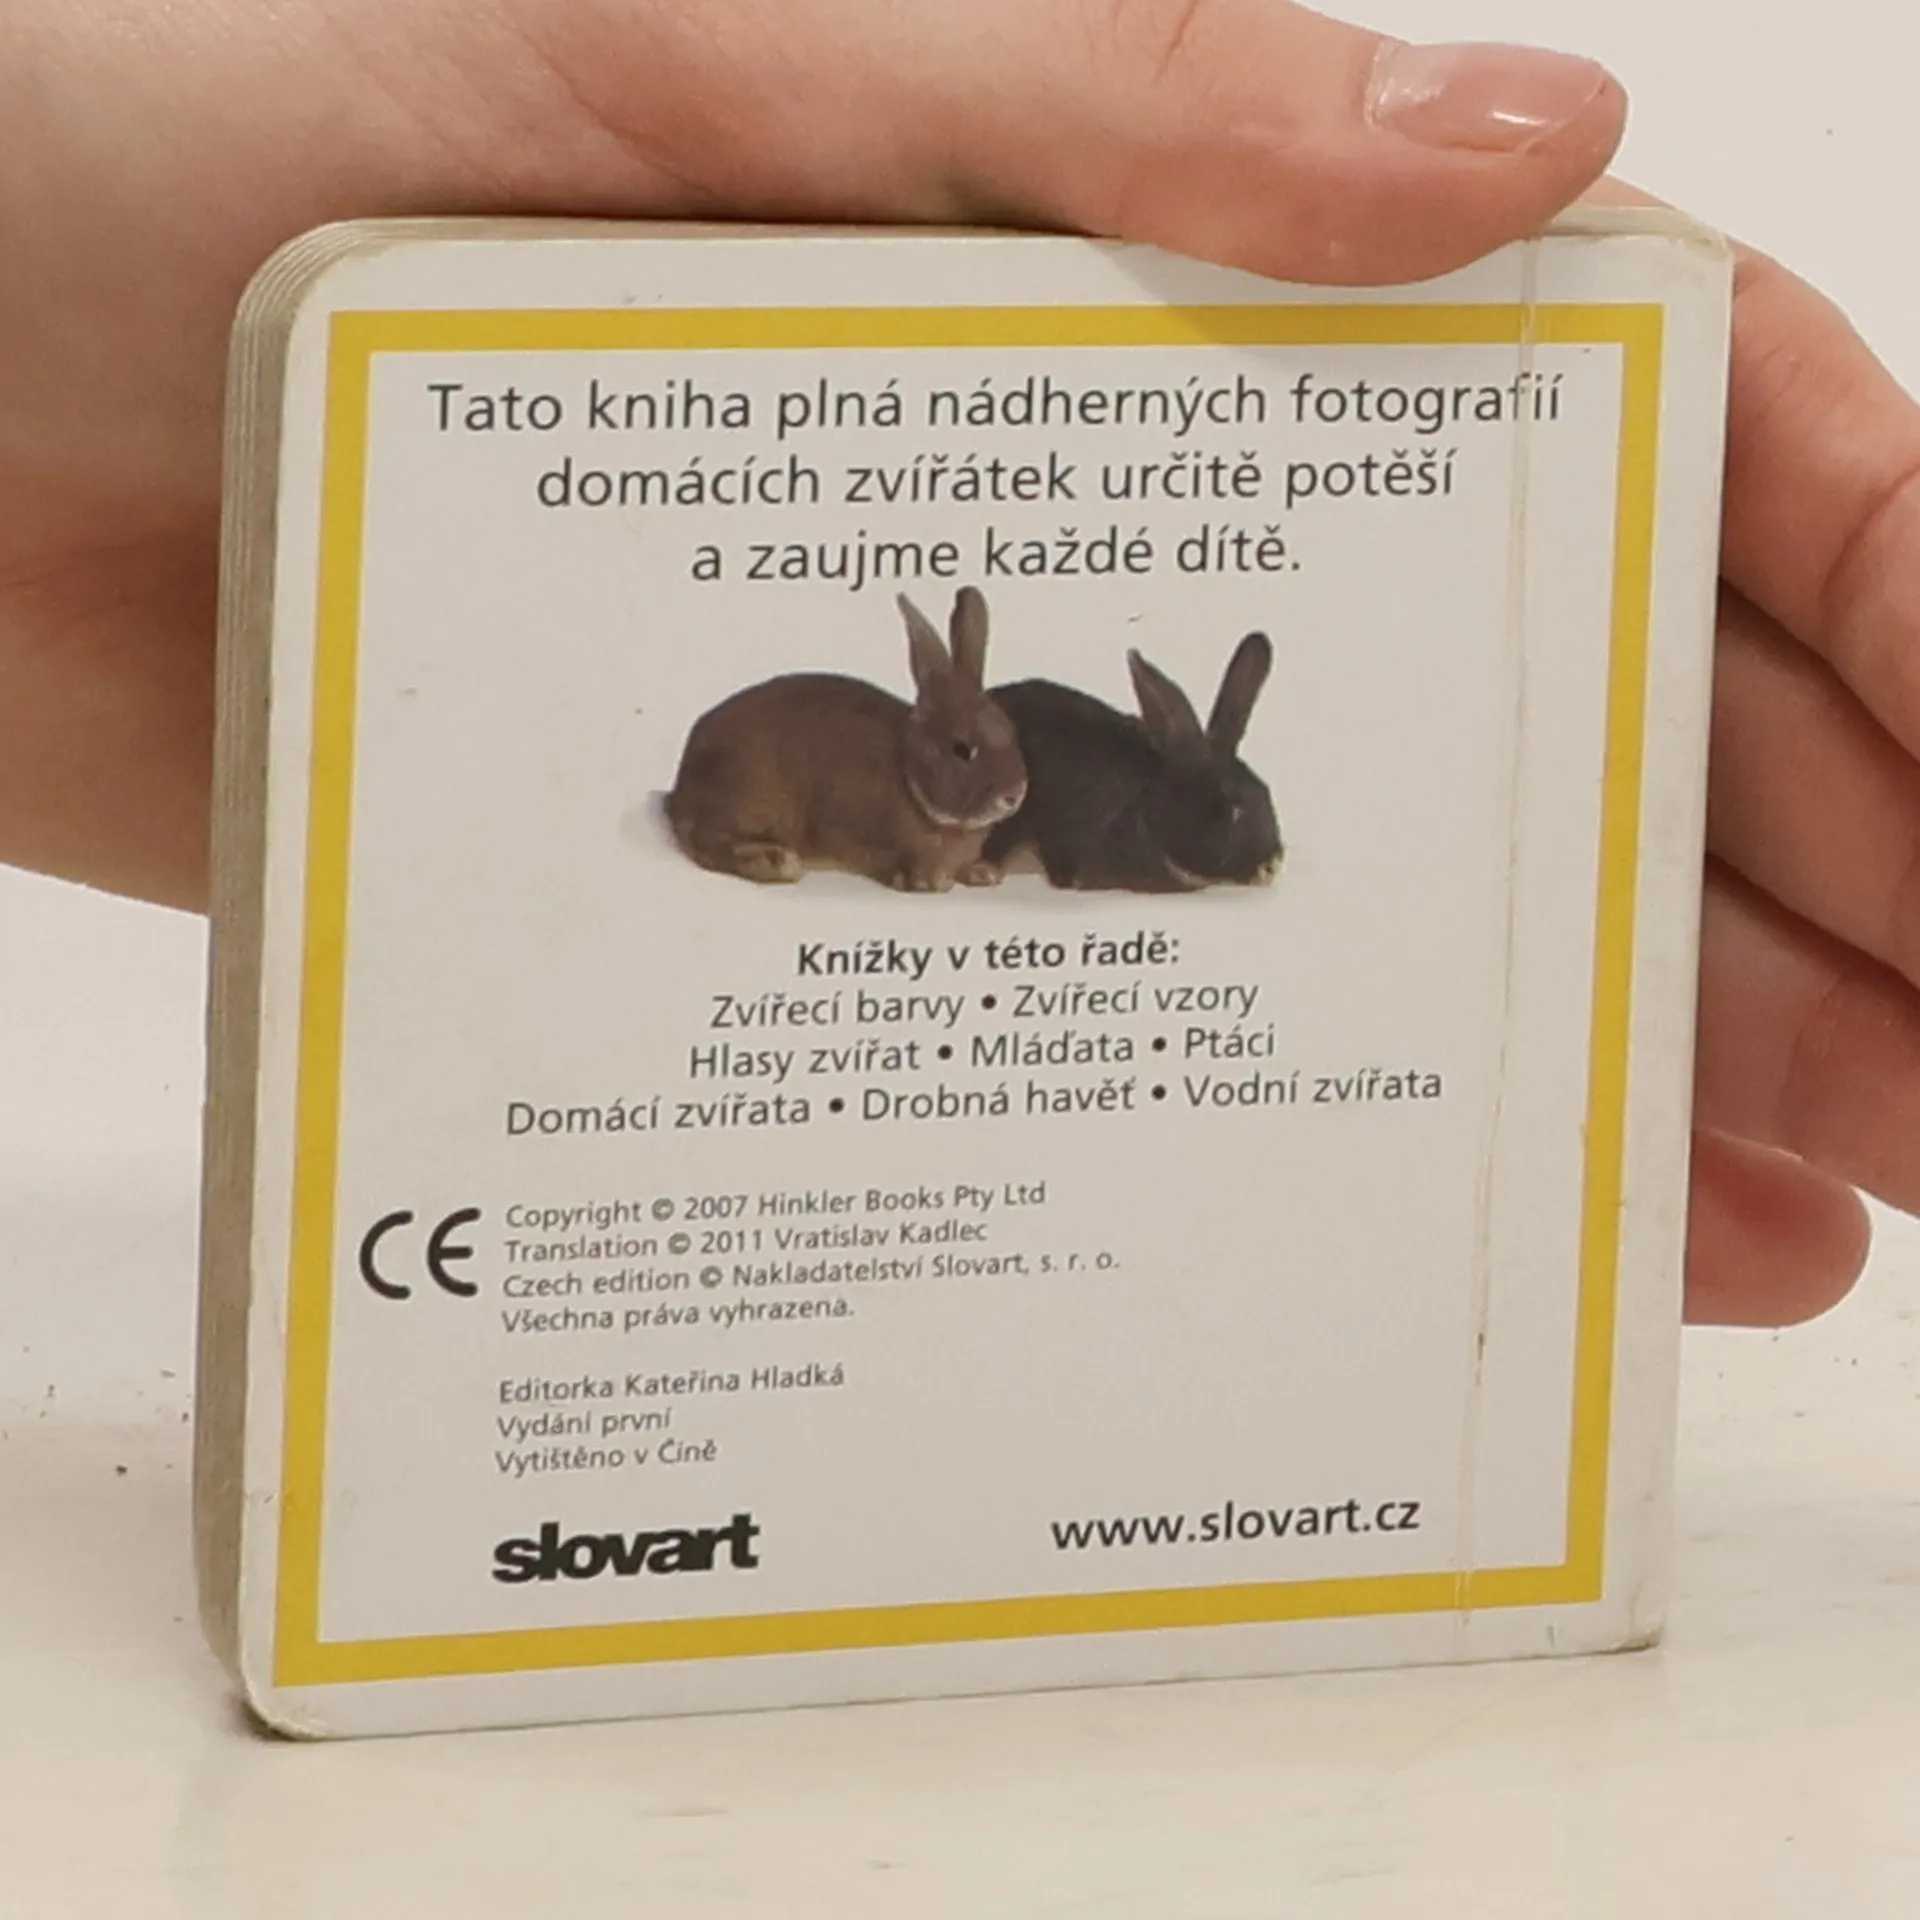 Tato kniha plná nádherných fotografií
domácích zvířátek určitě potěší
a zaujme každé dítě.
Knížky v této řadě:
Zvířecí barvy • Zvířecí vzory
Hlasy zvířat • Mláďata • Ptáci
Domácí zvířata • Drobná havěť • Vodní zvířata
CE
Copyright © 2007 Hinkler Books Pty Ltd
Translation © 2011 Vratislav Kadlec
Czech edition © Nakladatelství Slovart, s. r. o.
Všechna práva vyhrazena.
Editorka Kateřina Hladká
Vydání první
Vytištěno v Číně
slovart
www.slovart.cz